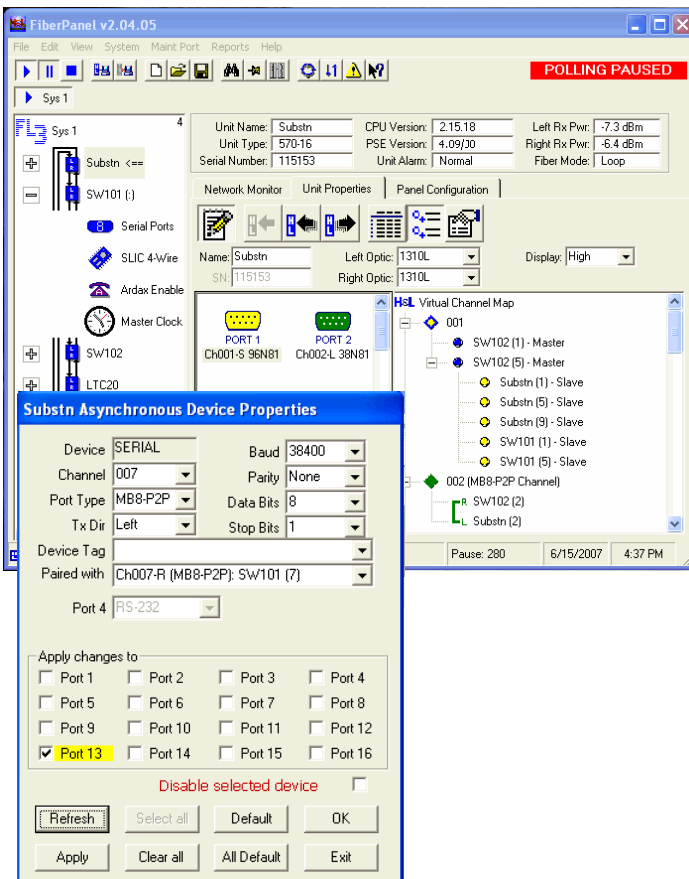 FiberPanel v2.04.05
File Edit View System Maint Port Reports Help
POLLING PAUSED
Sys 1
Sys 1
4
Substn <==
SW101 (:)
8 Serial Ports
SLIC 4-Wire
Ardax Enable
Master Clock
SW102
LTC20
Unit Name: Substn CPU Version: 2.15.18 Left Rx Pwr: -7.3 dBm
Unit Type: 570-16 PSE Version: 4.09/J0 Right Rx Pwr: -6.4 dBm
Serial Number: 115153 Unit Alarm: Normal Fiber Mode: Loop
Network Monitor Unit Properties Panel Configuration
Name: Substn Left Optic: 1310L Display: High
SN: 115153 Right Optic: 1310L
PORT 1 PORT 2
Ch001-S 96N81 Ch002-L 38N81
HSL Virtual Channel Map
001
SW102 (1) - Master
SW102 (5) - Master
Substn (1) - Slave
Substn (5) - Slave
Substn (9) - Slave
SW101 (1) - Slave
SW101 (5) - Slave
002 (MB8-P2P Channel)
R SW102 (2)
L Substn (2)
Pause: 280 6/15/2007 4:37 PM
Substn Asynchronous Device Properties
Device SERIAL Baud 38400
Channel 007 Parity None
Port Type MB8-P2P Data Bits 8
Tx Dir Left Stop Bits 1
Device Tag
Paired with Ch007-R (MB8-P2P): SW101 (7)
Port 4 RS-232
Apply changes to
Port 1 Port 2 Port 3 Port 4
Port 5 Port 6 Port 7 Port 8
Port 9 Port 10 Port 11 Port 12
Port 13 Port 14 Port 15 Port 16
Disable selected device
Refresh Select all Default OK
Apply Clear all All Default Exit